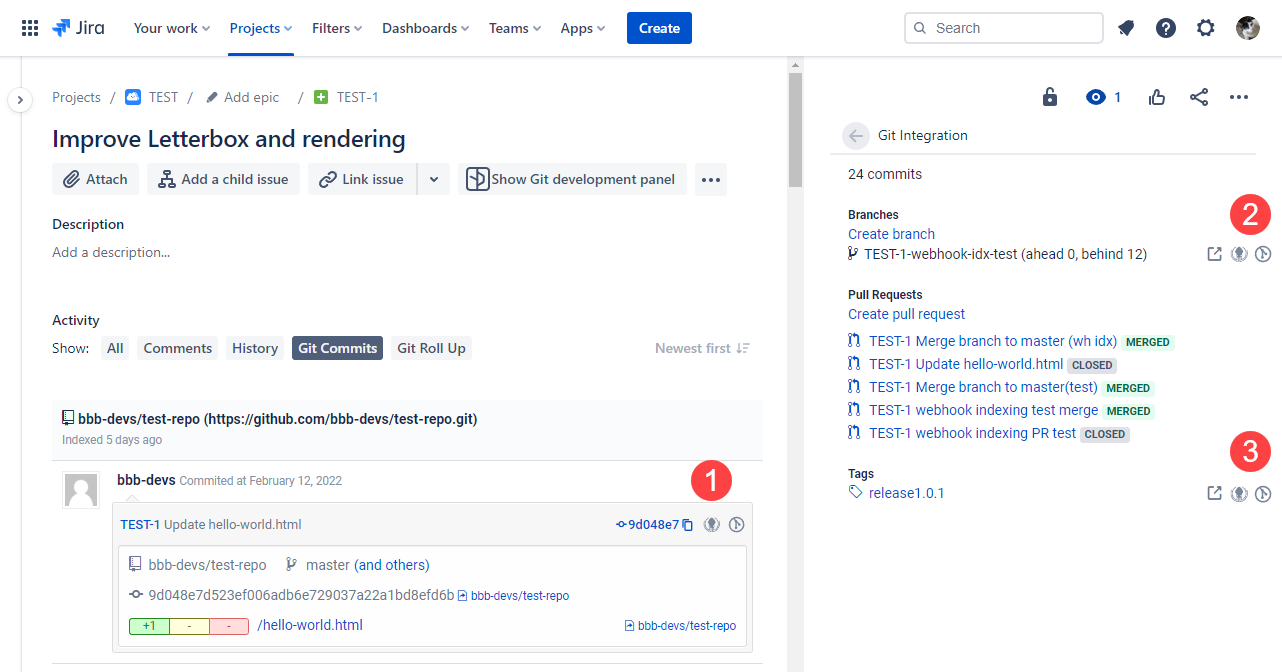 Jira Your work Projects Filters Dashboards Teams Apps Create Search
Projects / TEST / Add epic / TEST-1
Improve Letterbox and rendering
Attach Add a child issue Link issue Show Git development panel
Description
Add a description...
Activity
Show: All Comments History Git Commits Git Roll Up Newest first
bbb-devs/test-repo (https://github.com/bbb-devs/test-repo.git)
Indexed 5 days ago
bbb-devs Commited at February 12, 2022
1
TEST-1 Update hello-world.html 9d048e7
bbb-devs/test-repo master (and others)
9d048e7d523ef006adb6e729037a22a1bd8efd6b bbb-devs/test-repo
+1 - - /hello-world.html bbb-devs/test-repo
1
Git Integration
24 commits
Branches
2
Create branch
TEST-1-webhook-idx-test (ahead 0, behind 12)
Pull Requests
Create pull request
TEST-1 Merge branch to master (wh idx) MERGED
TEST-1 Update hello-world.html CLOSED
TEST-1 Merge branch to master(test) MERGED
TEST-1 webhook indexing test merge MERGED
TEST-1 webhook indexing PR test CLOSED
3
Tags
release1.0.1